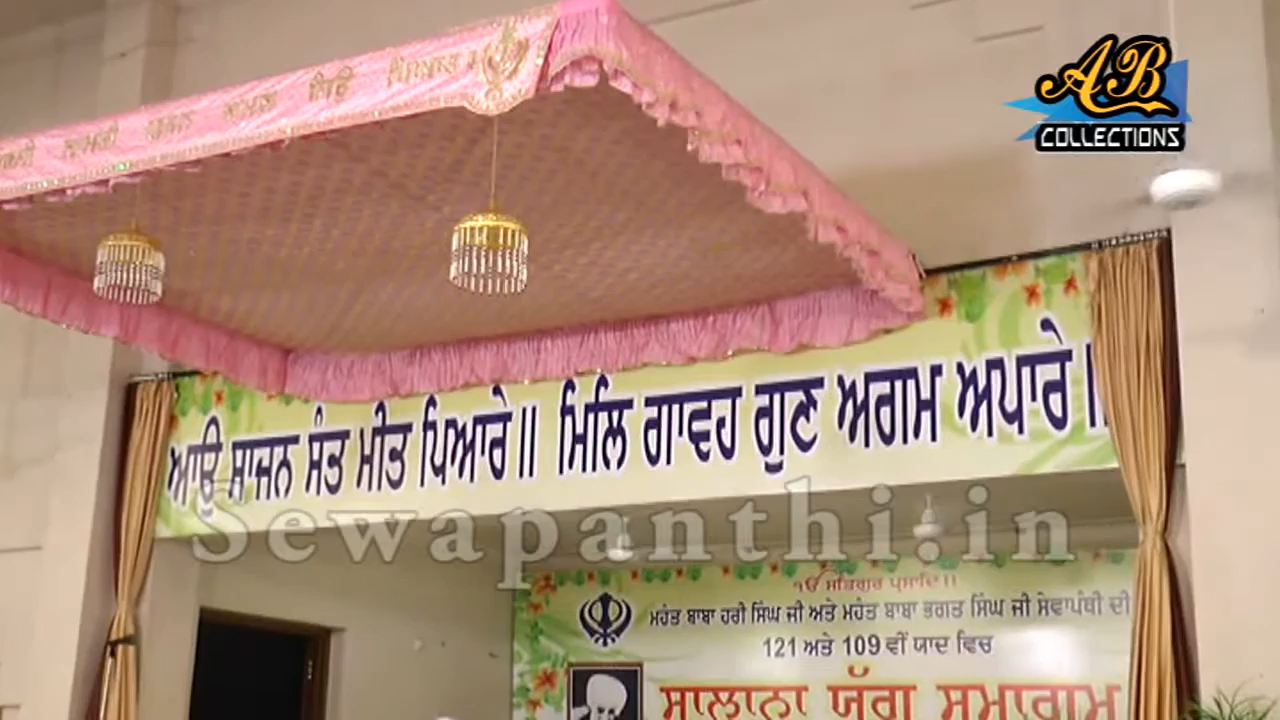 AB
COLLECTIONS
ਆਉ ਸਾਜਨ ਸੰਤ ਮੀਤ ਪਿਆਰੇ॥ ਮਿਲਿ ਗਾਵਹ ਗੁਣ ਅਗਮ ਅਪਾਰੇ॥
Sewapanthi.in
ੴ ਸਤਿਗੁਰ ਪ੍ਰਸਾਦਿ॥
ਮਹੰਤ ਬਾਬਾ ਹਰੀ ਸਿੰਘ ਜੀ ਅਤੇ ਮਹੰਤ ਬਾਬਾ ਭਗਤ ਸਿੰਘ ਜੀ ਸੇਵਾਪੰਥੀ ਦੀ
121 ਅਤੇ 109 ਵੀਂ ਯਾਦ ਵਿਚ
ਸਾਲਾਨਾ ਯੱਗ ਸਮਾਗਮ